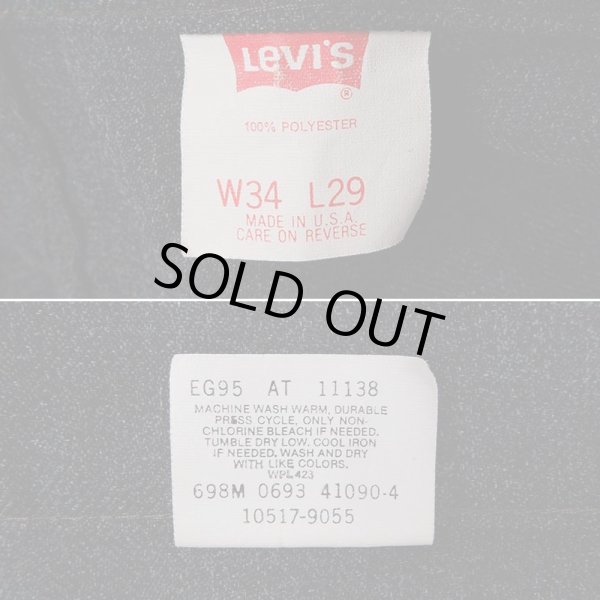 Levi's
®
100% POLYESTER
W34 L29
MADE IN U.S.A.
CARE ON REVERSE
SOLD OUT
EG95 AT 11138
MACHINE WASH WARM, DURABLE
PRESS CYCLE, ONLY NON-
CHLORINE BLEACH IF NEEDED.
TUMBLE DRY LOW. COOL IRON
IF NEEDED. WASH AND DRY
WITH LIKE COLORS.
WPL 423
698M 0693 41090-4
10517-9055